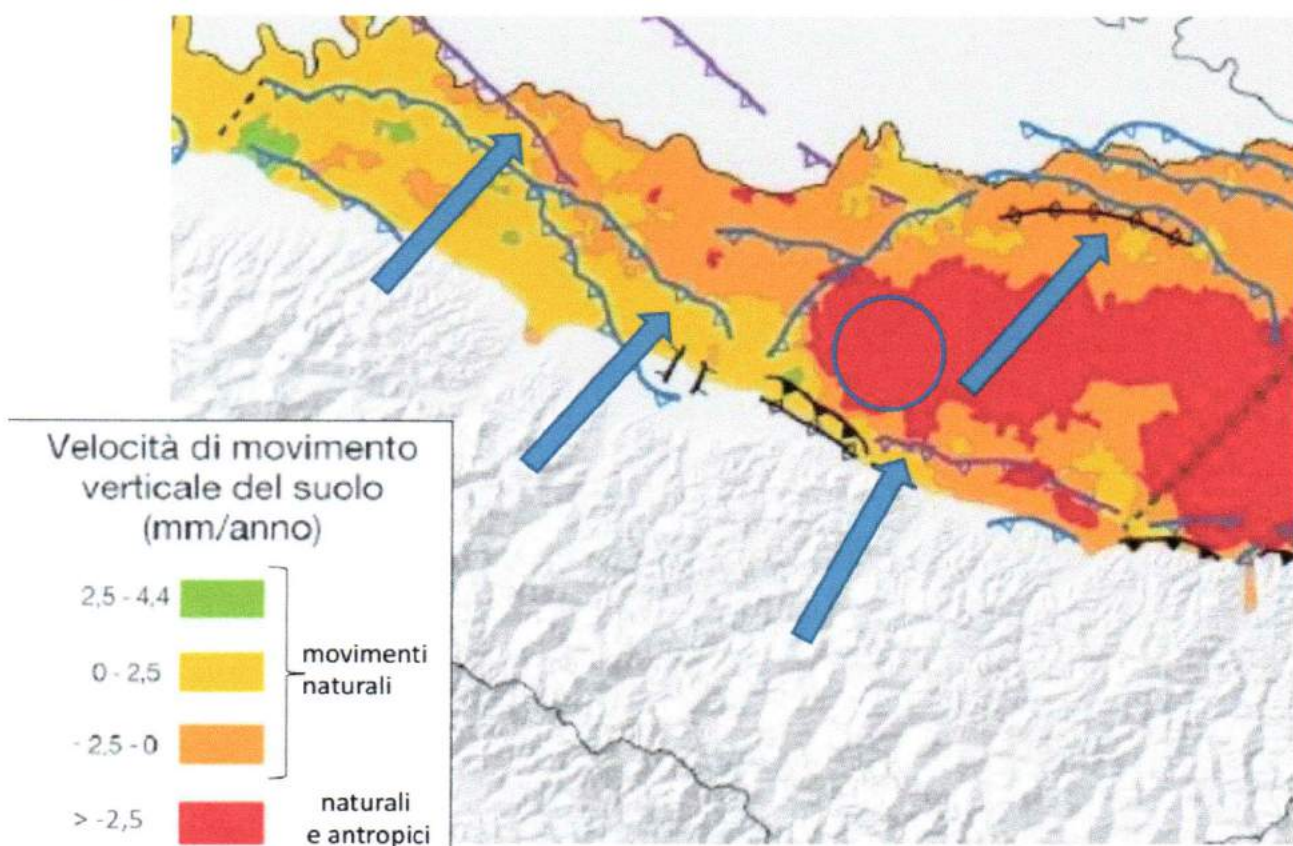 Velocità di movimento
verticale del suolo
(mm/anno)
2,5 - 4,4
0 - 2,5
- 2,5 - 0
> -2,5
movimenti
naturali
naturali
e antropici